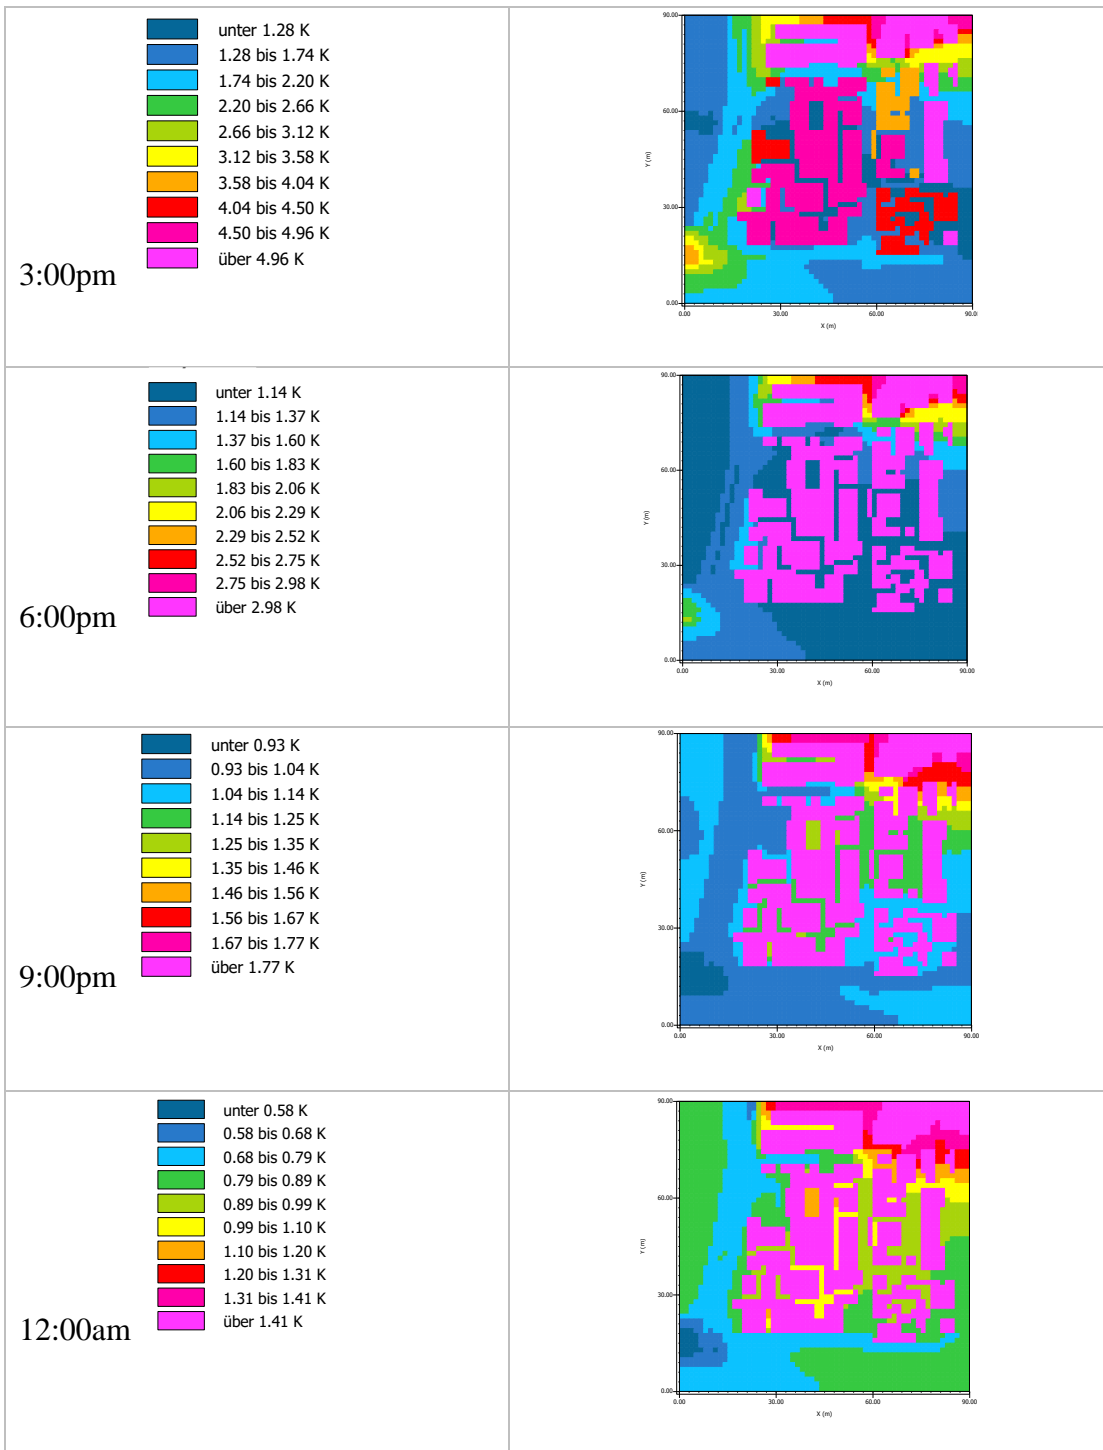 unter 1.28 K
1.28 bis 1.74 K
1.74 bis 2.20 K
2.20 bis 2.66 K
2.66 bis 3.12 K
3.12 bis 3.58 K
3.58 bis 4.04 K
4.04 bis 4.50 K
4.50 bis 4.96 K
über 4.96 K
3:00pm
90.00
60.00
Y (m)
30.00
0.00
0.00 30.00 60.00 90.00
X (m)
unter 1.14 K
1.14 bis 1.37 K
1.37 bis 1.60 K
1.60 bis 1.83 K
1.83 bis 2.06 K
2.06 bis 2.29 K
2.29 bis 2.52 K
2.52 bis 2.75 K
2.75 bis 2.98 K
über 2.98 K
6:00pm
90.00
60.00
Y (m)
30.00
0.00
0.00 30.00 60.00 90.00
X (m)
unter 0.93 K
0.93 bis 1.04 K
1.04 bis 1.14 K
1.14 bis 1.25 K
1.25 bis 1.35 K
1.35 bis 1.46 K
1.46 bis 1.56 K
1.56 bis 1.67 K
1.67 bis 1.77 K
über 1.77 K
9:00pm
90.00
60.00
Y (m)
30.00
0.00
0.00 30.00 60.00 90.00
X (m)
unter 0.58 K
0.58 bis 0.68 K
0.68 bis 0.79 K
0.79 bis 0.89 K
0.89 bis 0.99 K
0.99 bis 1.10 K
1.10 bis 1.20 K
1.20 bis 1.31 K
1.31 bis 1.41 K
über 1.41 K
12:00am
90.00
60.00
Y (m)
30.00
0.00
0.00 30.00 60.00 90.00
X (m)